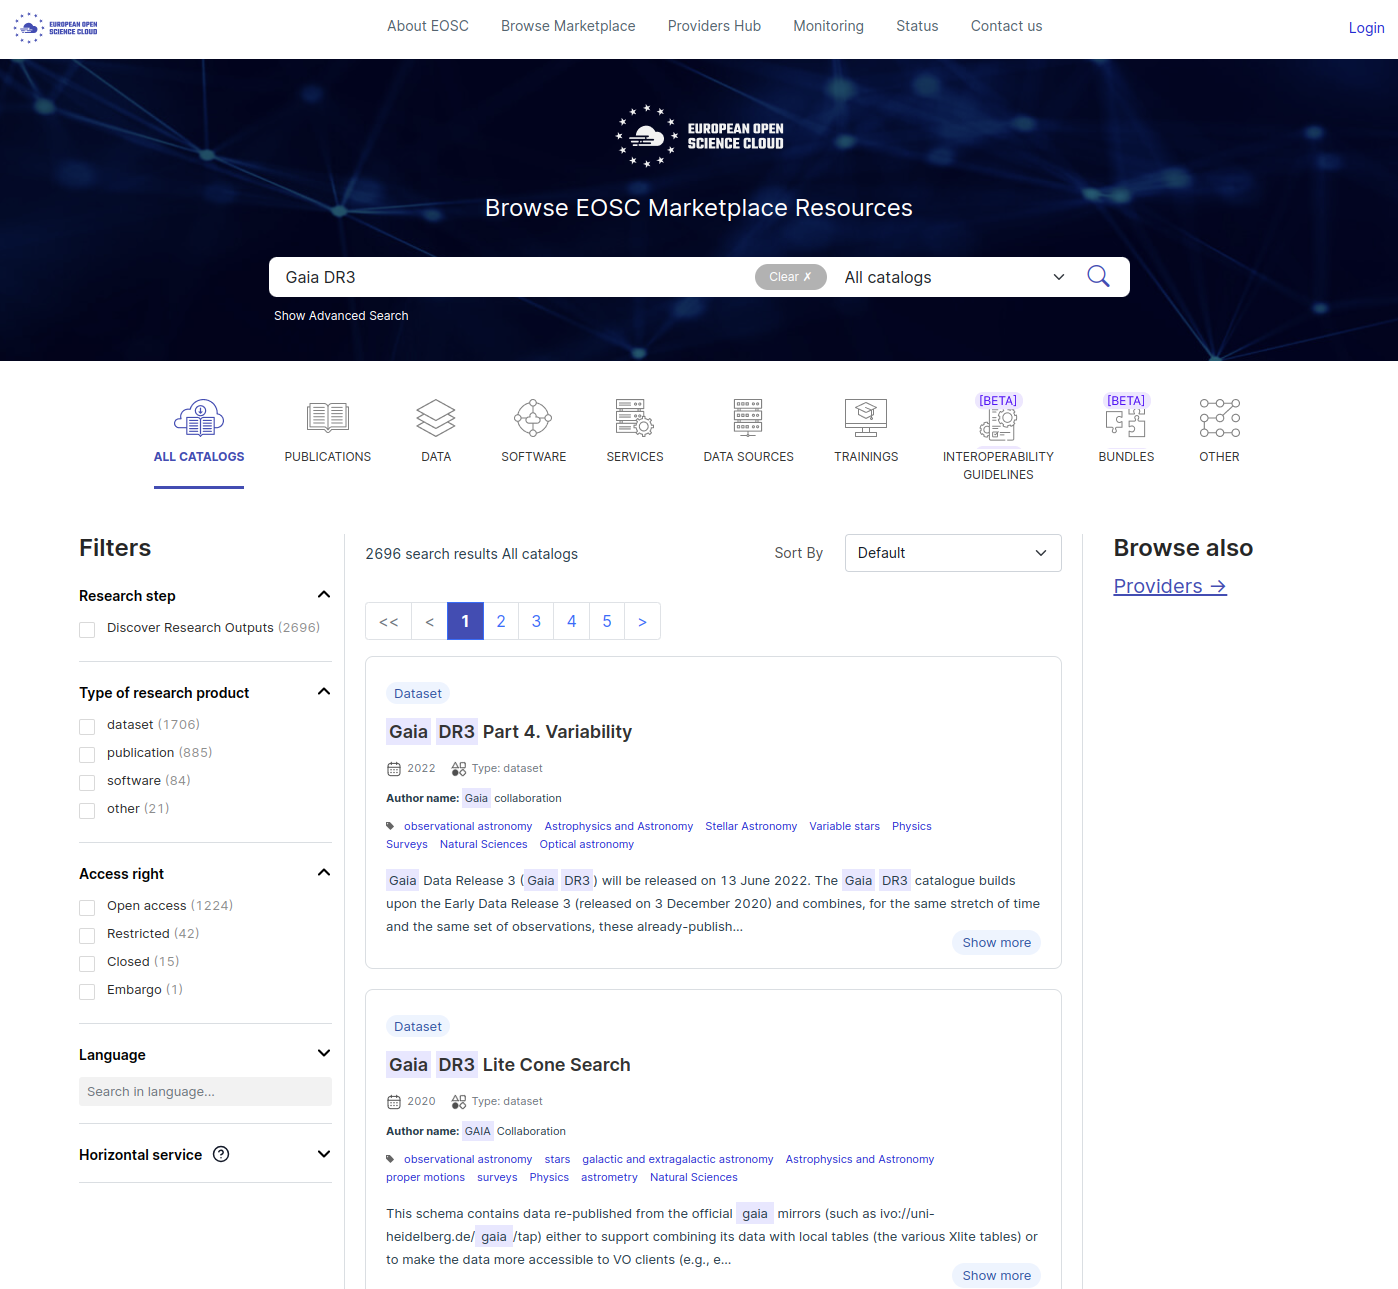 EUROPEAN OPEN
SCIENCE CLOUD
About EOSC Browse Marketplace Providers Hub Monitoring Status Contact us
Login
EUROPEAN OPEN
SCIENCE CLOUD
Browse EOSC Marketplace Resources
Gaia DR3 Clear ✗ All catalogs
Show Advanced Search
[BETA] [BETA]
ALL CATALOGS PUBLICATIONS DATA SOFTWARE SERVICES DATA SOURCES TRAININGS INTEROPERABILITY GUIDELINES BUNDLES OTHER
Filters
Research step
Discover Research Outputs (2696)
Type of research product
dataset (1706)
publication (885)
software (84)
other (21)
Access right
Open access (1224)
Restricted (42)
Closed (15)
Embargo (1)
Language
Search in language...
Horizontal service ?
2696 search results All catalogs
Sort By Default
<< < 1 2 3 4 5 >
Dataset
Gaia DR3 Part 4. Variability
2022 Type: dataset
Author name: Gaia collaboration
observational astronomy Astrophysics and Astronomy Stellar Astronomy Variable stars Physics
Surveys Natural Sciences Optical astronomy
Gaia Data Release 3 (Gaia DR3) will be released on 13 June 2022. The Gaia DR3 catalogue builds
upon the Early Data Release 3 (released on 3 December 2020) and combines, for the same stretch of time
and the same set of observations, these already-publish...
Show more
Dataset
Gaia DR3 Lite Cone Search
2020 Type: dataset
Author name: GAIA Collaboration
observational astronomy stars galactic and extragalactic astronomy Astrophysics and Astronomy
proper motions surveys Physics astrometry Natural Sciences
This schema contains data re-published from the official gaia mirrors (such as ivo://uni-
heidelberg.de/ gaia /tap) either to support combining its data with local tables (the various Xlite tables) or
to make the data more accessible to VO clients (e.g., e...
Show more
Browse also
Providers →